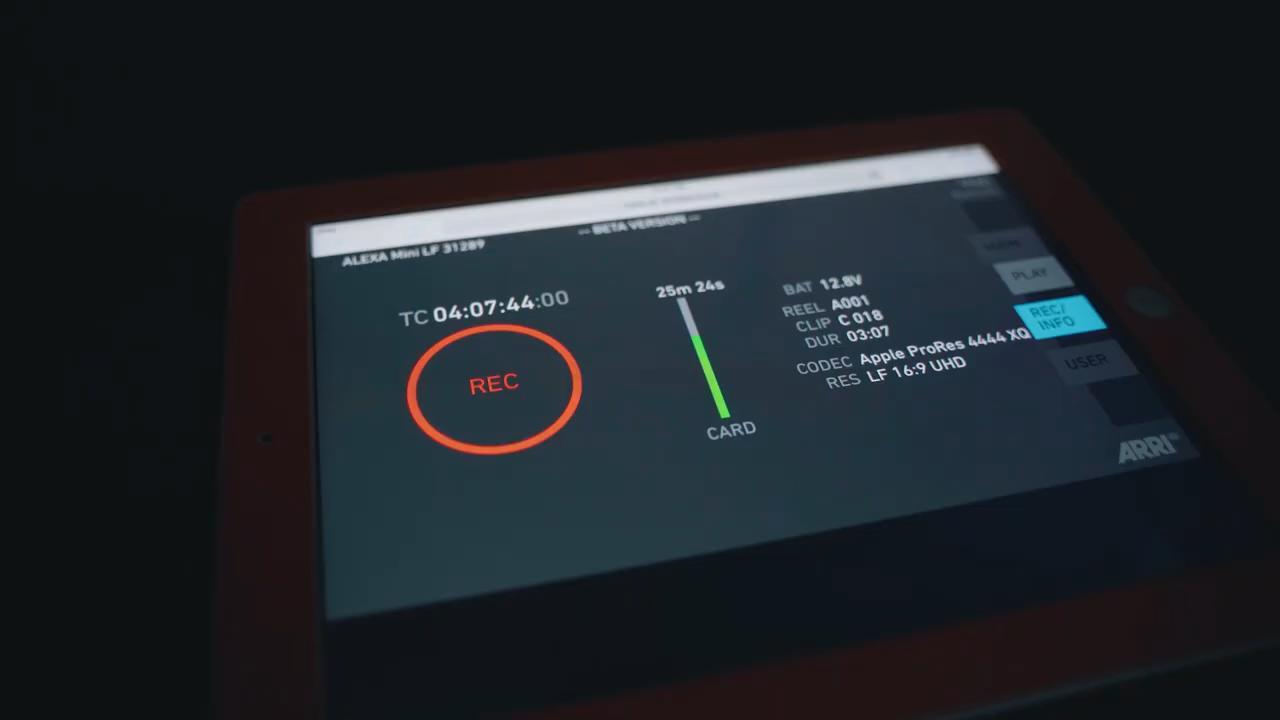 -- BETA VERSION --
ALEXA Mini LF 31289
TC 04:07:44:00
REC
25m 24s
CARD
BAT 12.8V
REEL A001
CLIP C 018
DUR 03:07
CODEC Apple ProRes 4444 XQ
RES LF 16:9 UHD
PLAY
REC/
INFO
USER
ARRI